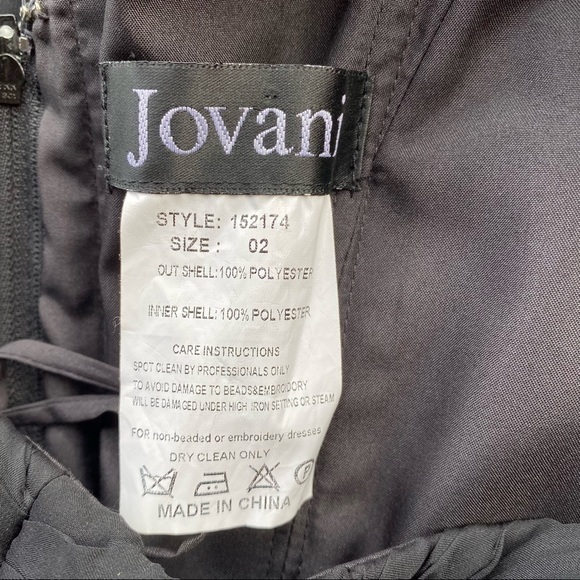 Jovani
STYLE: 152174
SIZE : 02
OUT SHELL:100% POLYESTER
INNER SHELL:100% POLYESTER
CARE INSTRUCTIONS
SPOT CLEAN BY PROFESSIONALS ONLY
TO AVOID DAMAGE TO BEADS&EMBROIDORY
WILL BE DAMAGED UNDER HIGH IRON SETTING OR STEAM
FOR non-beaded or embroidery dresses
DRY CLEAN ONLY
P
MADE IN CHINA